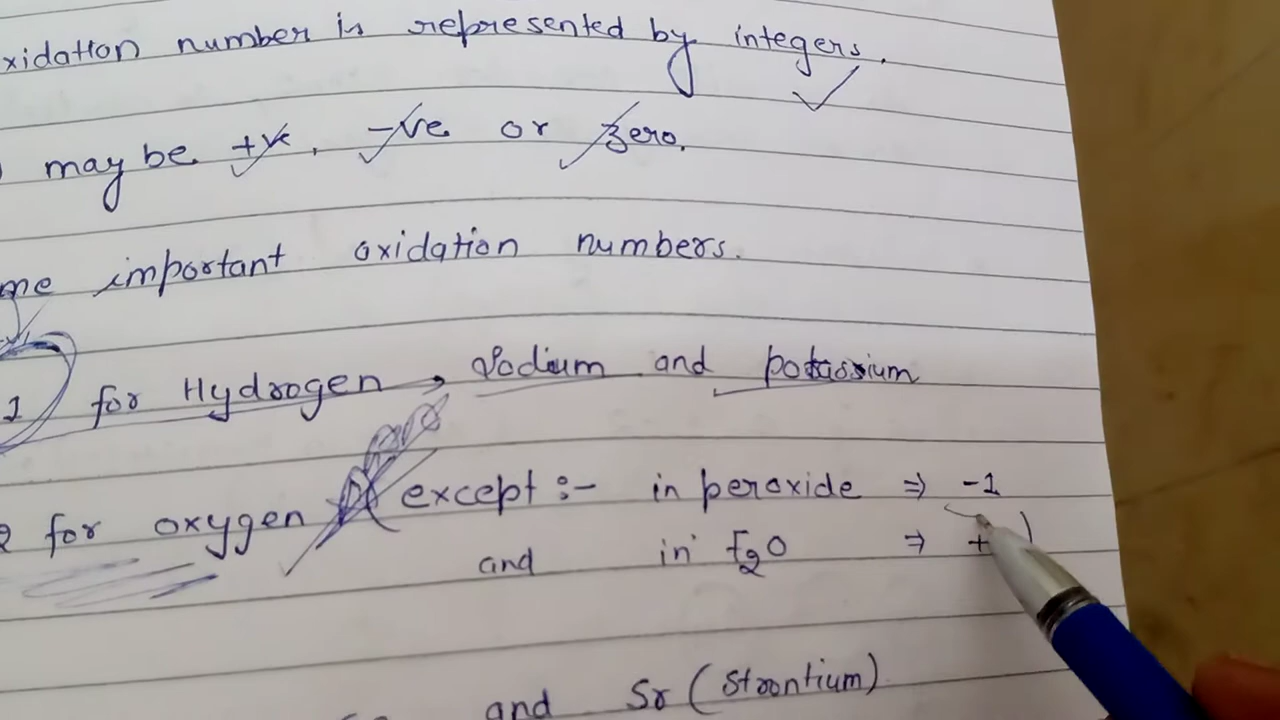 xidation number is represented by integers.
may be +ve, -ve or zero.
me important oxidation numbers.
1 for Hydrogen → Sodium and potassium
2 for oxygen (except :- in peroxide ⇒ -1
and in F2O ⇒ + )
and Sr (Strontium)